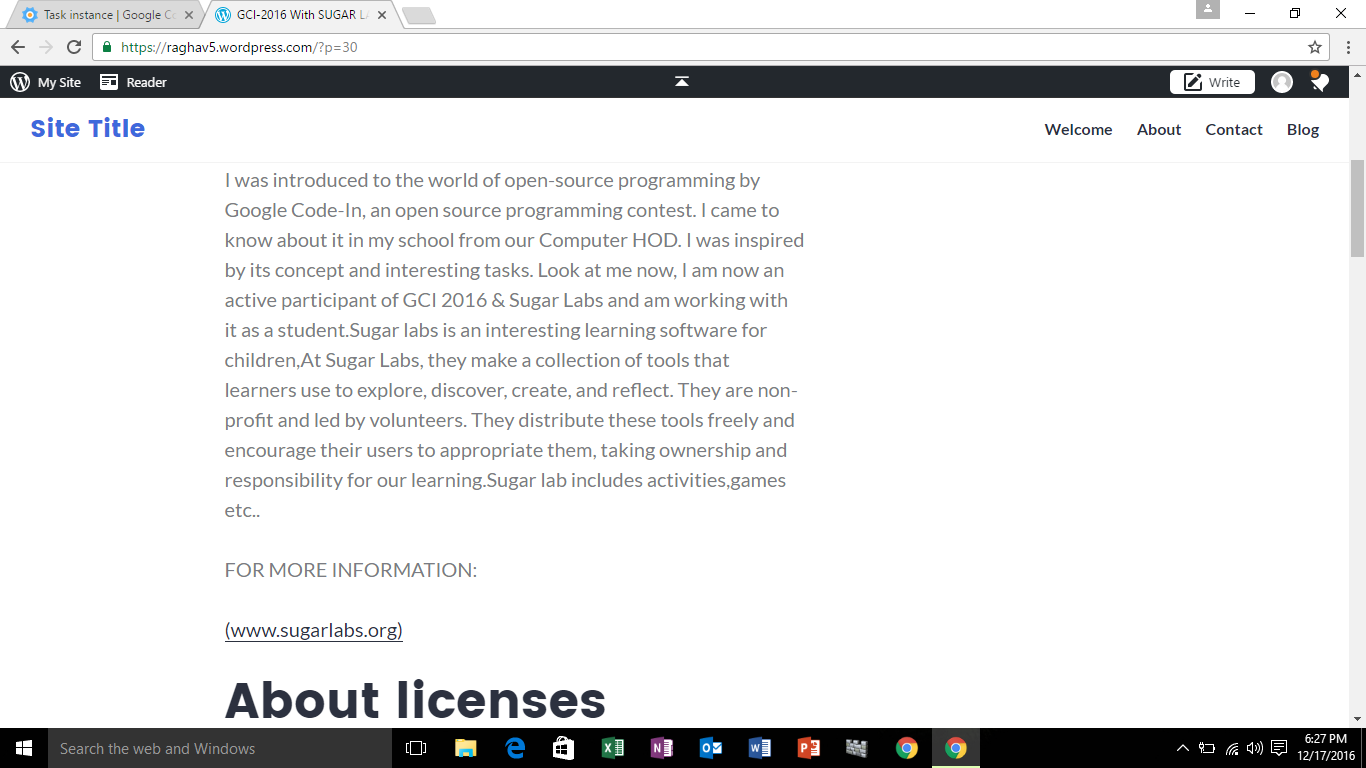 Task instance | Google Co
GCI-2016 With SUGAR LA
https://raghav5.wordpress.com/?p=30
My Site
Reader
Write
Site Title
Welcome
About
Contact
Blog
I was introduced to the world of open-source programming by
Google Code-In, an open source programming contest. I came to
know about it in my school from our Computer HOD. I was inspired
by its concept and interesting tasks. Look at me now, I am now an
active participant of GCI 2016 & Sugar Labs and am working with
it as a student.Sugar labs is an interesting learning software for
children,At Sugar Labs, they make a collection of tools that
learners use to explore, discover, create, and reflect. They are non-
profit and led by volunteers. They distribute these tools freely and
encourage their users to appropriate them, taking ownership and
responsibility for our learning.Sugar lab includes activities,games
etc..
FOR MORE INFORMATION:
(www.sugarlabs.org)
About licenses
Search the web and Windows
6:27 PM
12/17/2016